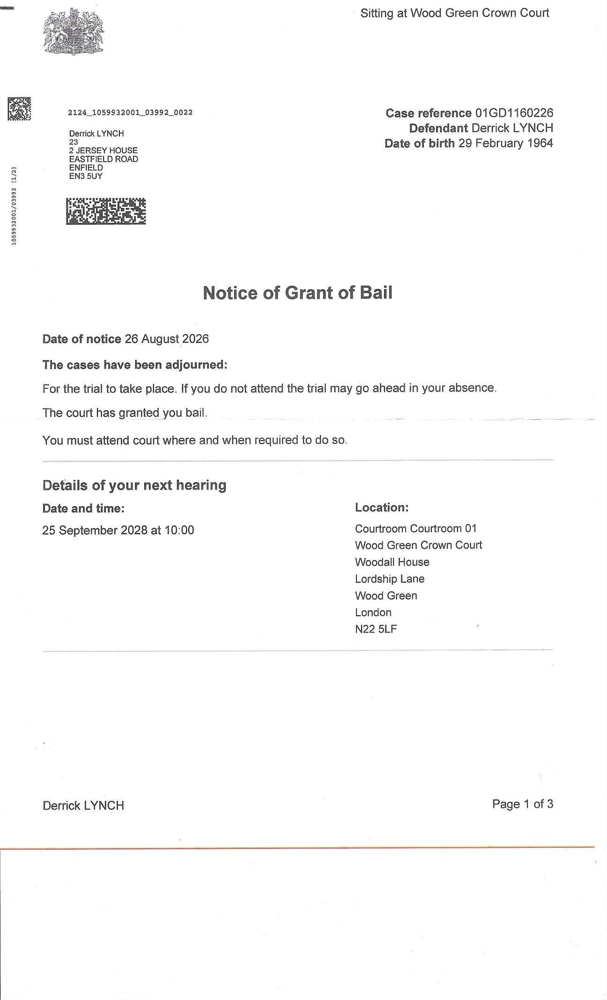 Sitting at Wood Green Crown Court
2124_1059932001_03992_0022
Case reference 01GD1160226
Defendant Derrick LYNCH
Date of birth 29 February 1964
Derrick LYNCH
23
2 JERSEY HOUSE
EASTFIELD ROAD
ENFIELD
EN3 5UY
1059932001/03992 [1/2]
Notice of Grant of Bail
Date of notice 26 August 2026
The cases have been adjourned:
For the trial to take place. If you do not attend the trial may go ahead in your absence.
The court has granted you bail.
You must attend court where and when required to do so.
Details of your next hearing
Date and time:
25 September 2028 at 10:00
Location:
Courtroom Courtroom 01
Wood Green Crown Court
Woodall House
Lordship Lane
Wood Green
London
N22 5LF
Derrick LYNCH
Page 1 of 3